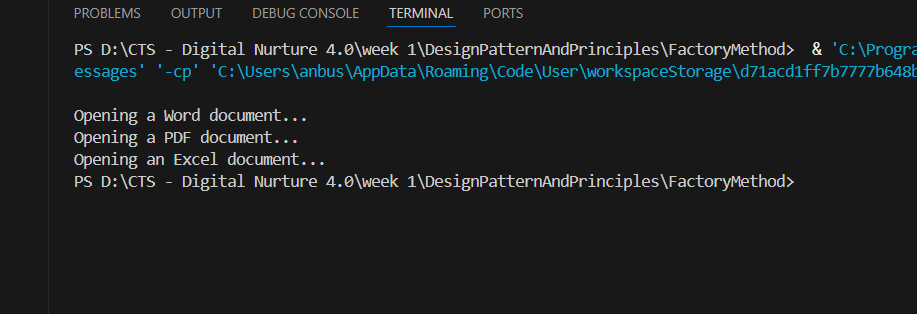 PROBLEMS OUTPUT DEBUG CONSOLE TERMINAL PORTS
PS D:\CTS - Digital Nurture 4.0\week 1\DesignPatternAndPrinciples\FactoryMethod> & 'C:\Progra
essages' '-cp' 'C:\Users\anbus\AppData\Roaming\Code\User\workspaceStorage\d71acd1ff7b7777b648b
Opening a Word document...
Opening a PDF document...
Opening an Excel document...
PS D:\CTS - Digital Nurture 4.0\week 1\DesignPatternAndPrinciples\FactoryMethod>